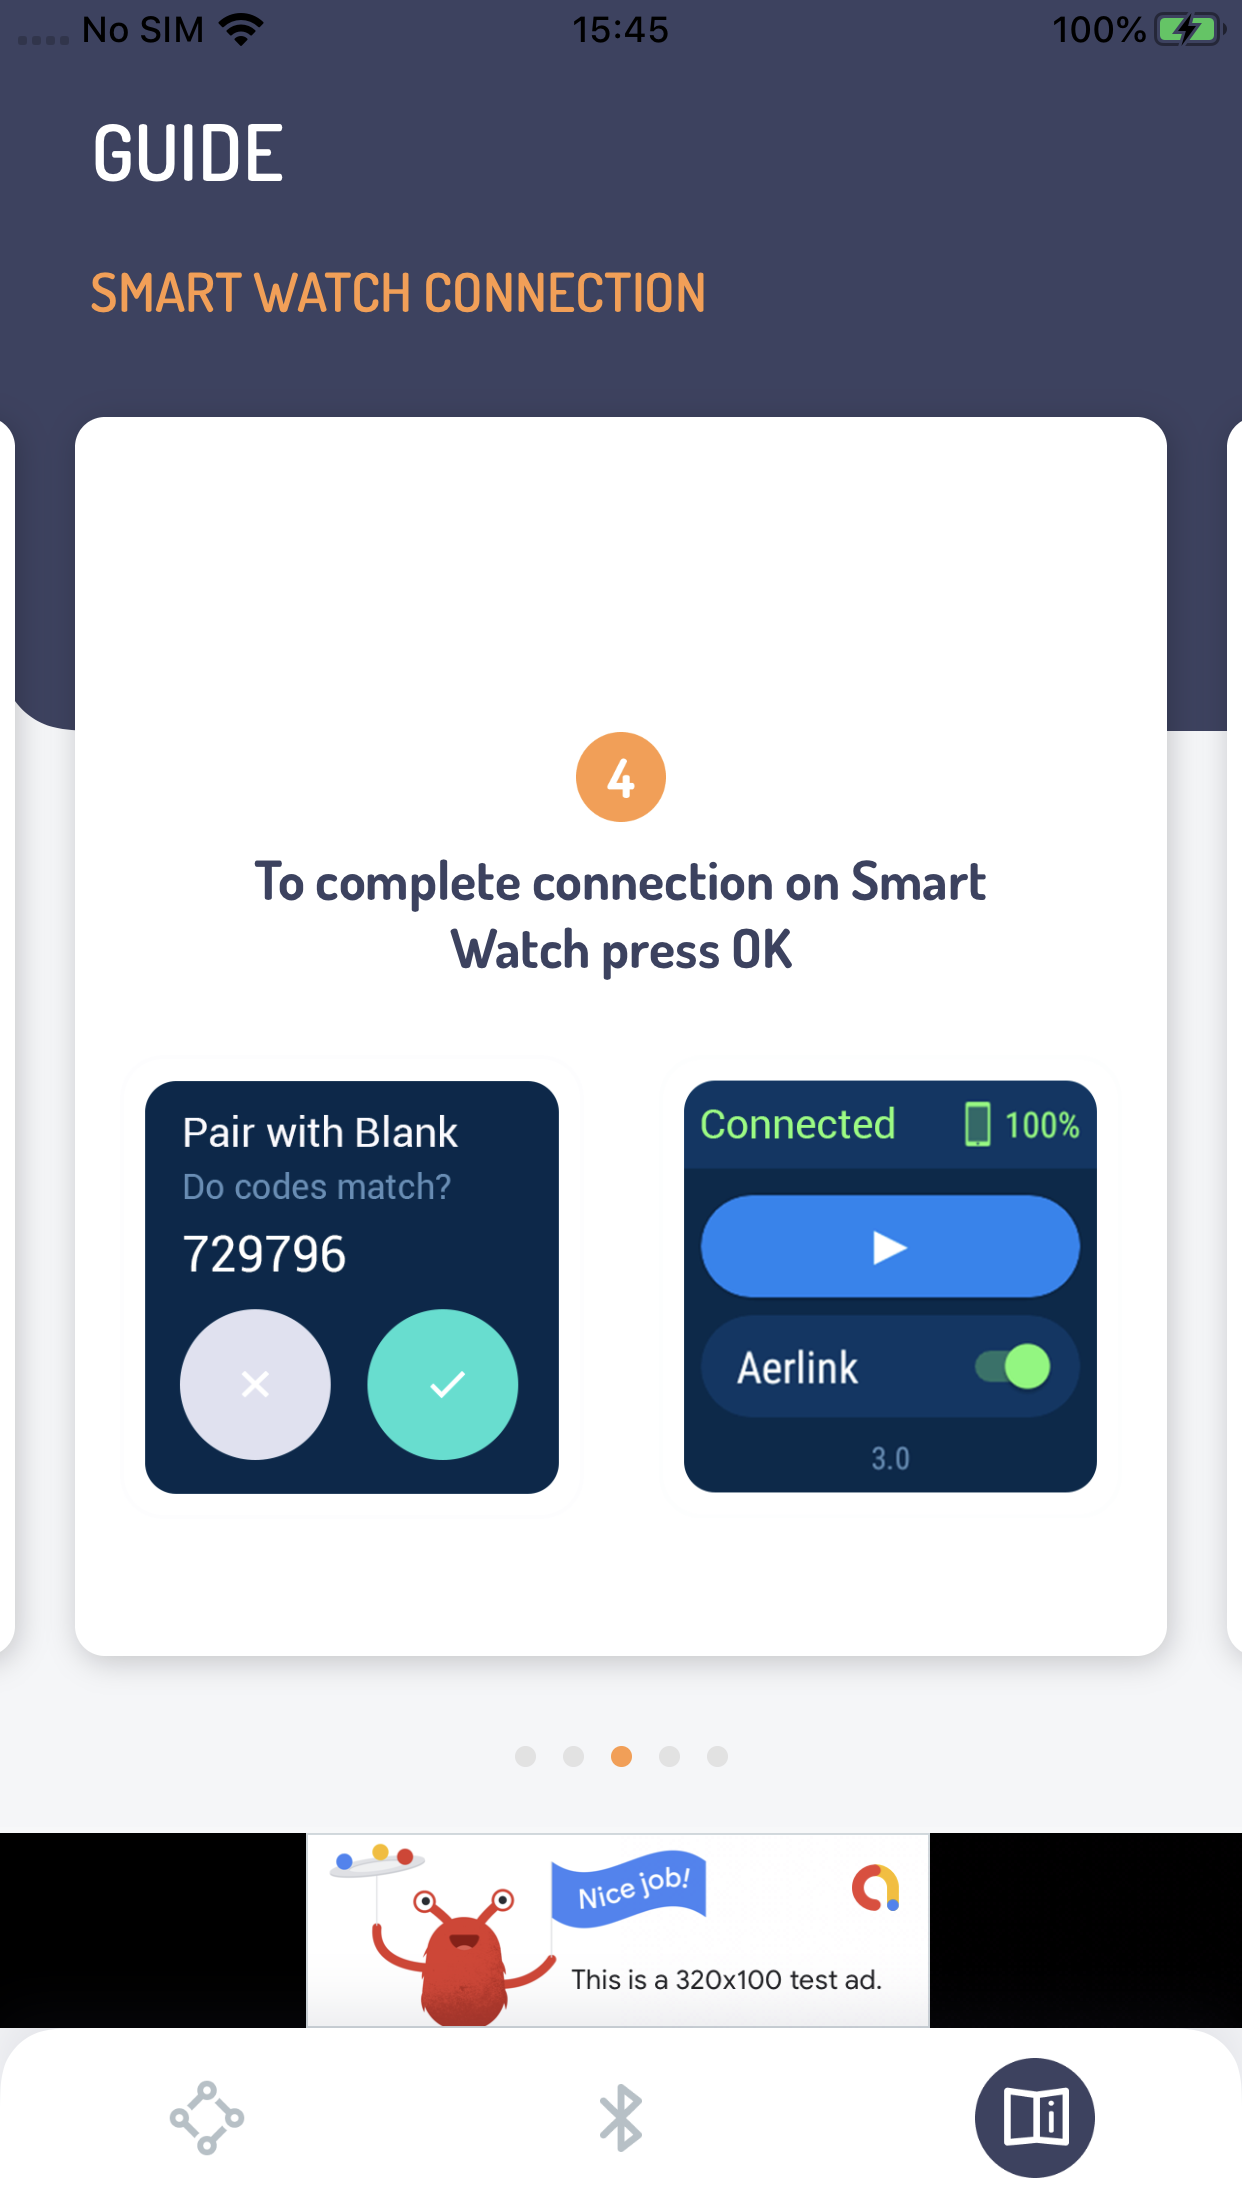 No SIM 15:45 100%
GUIDE
SMART WATCH CONNECTION
4
To complete connection on Smart
Watch press OK
Pair with Blank
Do codes match?
729796
Connected 100%
Aerlink
3.0
Nice job!
This is a 320x100 test ad.